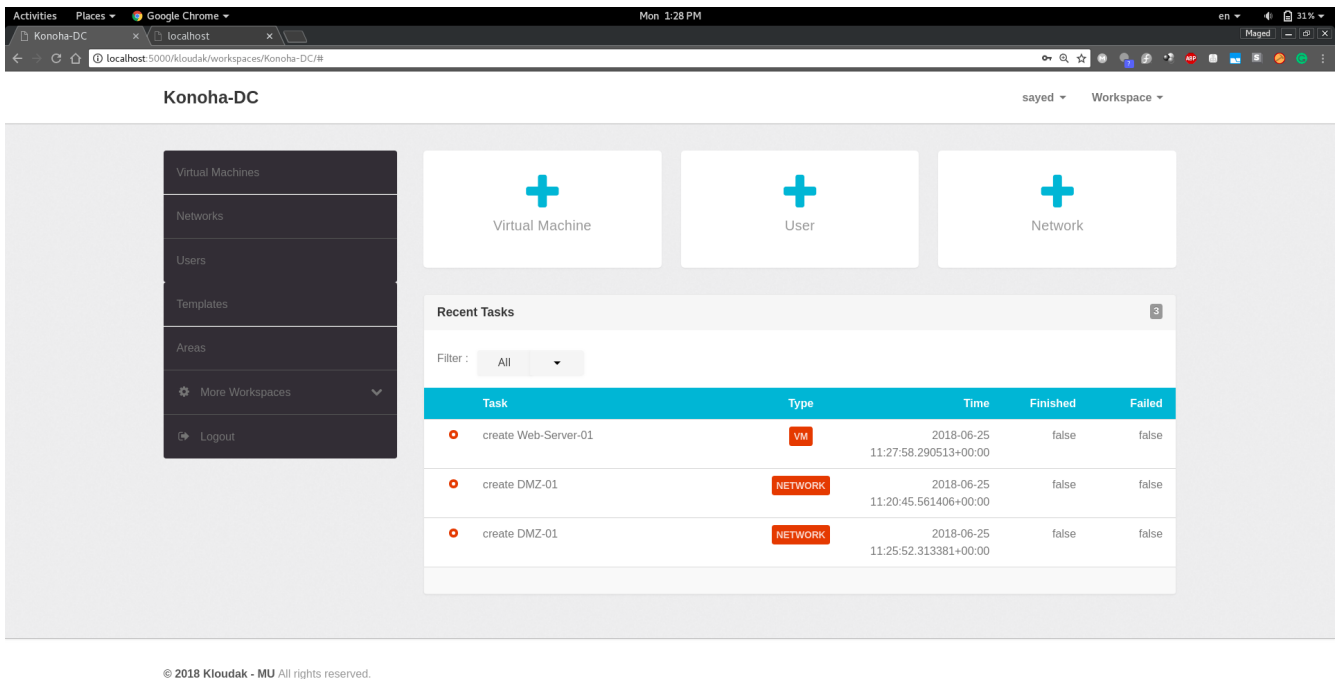 Activities Places Google Chrome Mon 1:28 PM en 31%
Konoha-DC × localhost × Maged
localhost:5000/kloudak/workspaces/Konoha-DC/#
Konoha-DC sayed Workspace
Virtual Machines
Networks
Users
Templates
Areas
More Workspaces
Logout
Virtual Machine User Network
Recent Tasks 3
Filter : All
Task Type Time Finished Failed
create Web-Server-01 VM 2018-06-25 false false
11:27:58.290513+00:00
create DMZ-01 NETWORK 2018-06-25 false false
11:20:45.561406+00:00
create DMZ-01 NETWORK 2018-06-25 false false
11:25:52.313381+00:00
© 2018 Kloudak - MU All rights reserved.